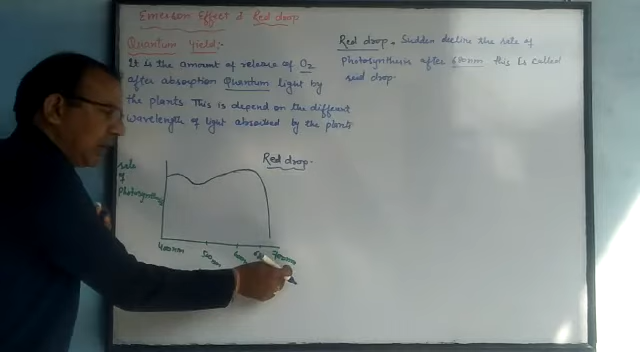 Emerson Effect & Red drop
Quantum Yield:-
It is the amount of release of O2
after absorption Quantum light by
the plants This is depend on the different
Wavelength of light absorbed by the plants
Red drop. Sudden decline the rate of
Photosynthesis after 680nm this is called
red drop.
Red drop.
rate
of
Photosynthesis
400nm
500nm
700nm